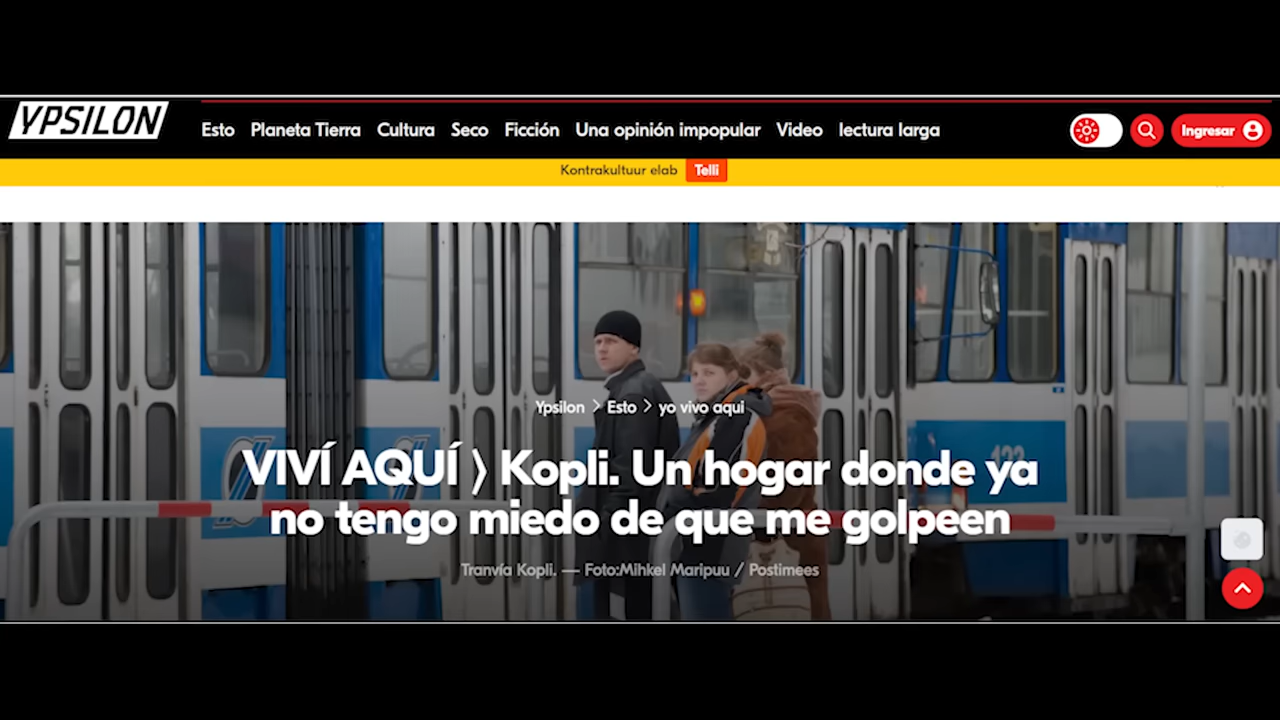 YPSILON
Esto Planeta Tierra Cultura Seco Ficción Una opinión impopular Video lectura larga Ingresar
Kontrakultuur elab Telli
Ypsilon > Esto > yo vivo aqui
VIVÍ AQUÍ ⟩ Kopli. Un hogar donde ya
no tengo miedo de que me golpeen
Tranvía Kopli. — Foto:Mihkel Maripuu / Postimees